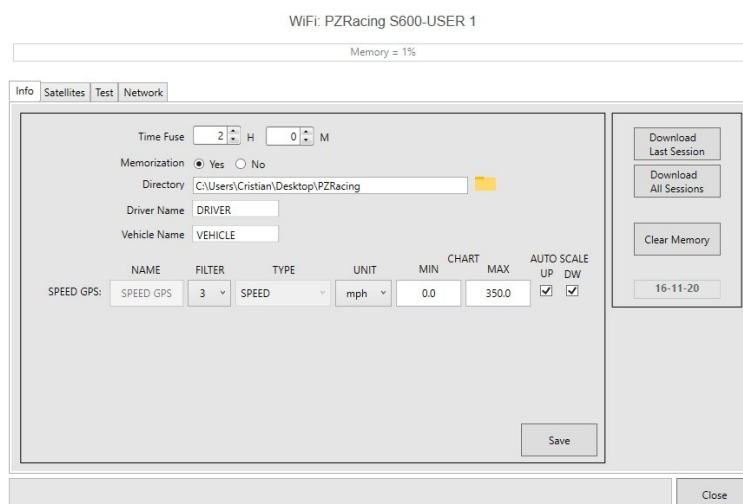 WiFi: PZRacing S600-USER 1
Memory = 1%
Info Satellites Test Network
Time Fuse 2 H 0 M
Memorization Yes No
Directory C:\Users\Cristian\Desktop\PZRacing
Driver Name DRIVER
Vehicle Name VEHICLE
CHART AUTO SCALE
NAME FILTER TYPE UNIT MIN MAX UP DW
SPEED GPS: SPEED GPS 3 SPEED mph 0.0 350.0
Save
Download
Last Session
Download
All Sessions
Clear Memory
16-11-20
Close